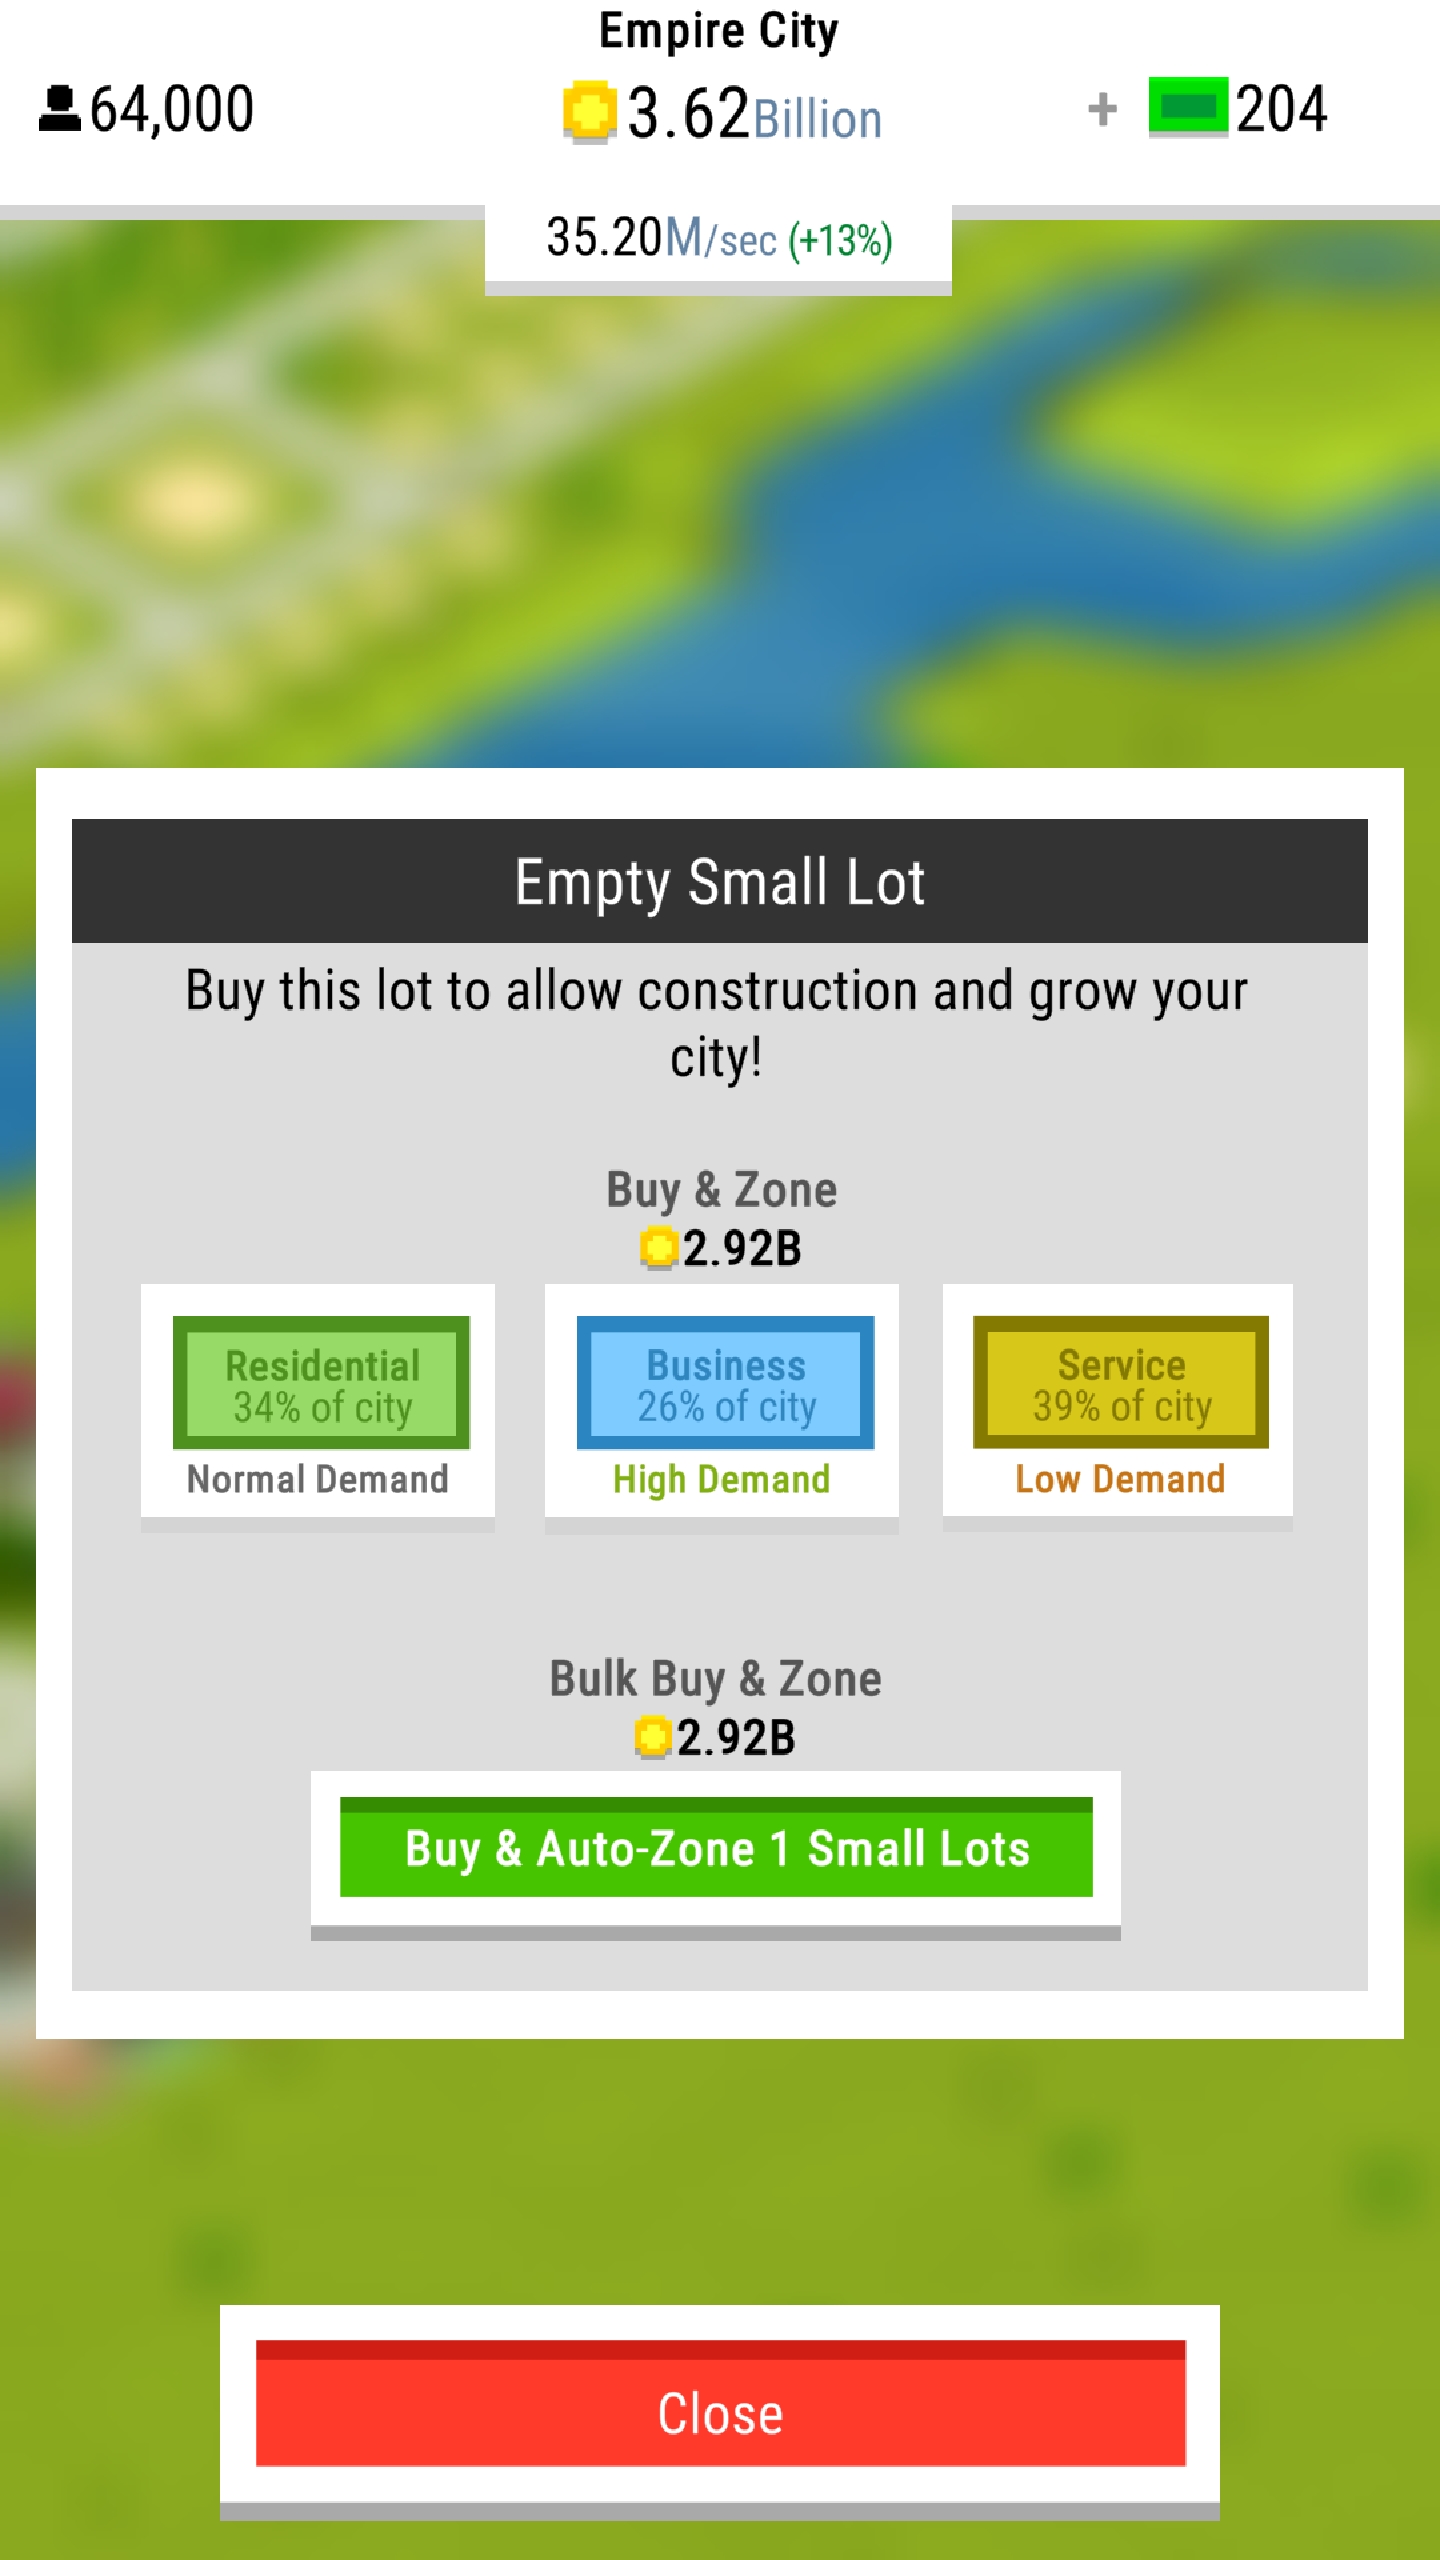 Empire City
64,000
3.62Billion
+ 204
35.20M/sec (+13%)
Empty Small Lot
Buy this lot to allow construction and grow your
city!
Buy & Zone
2.92B
Residential
34% of city
Normal Demand
Business
26% of city
High Demand
Service
39% of city
Low Demand
Bulk Buy & Zone
2.92B
Buy & Auto-Zone 1 Small Lots
Close